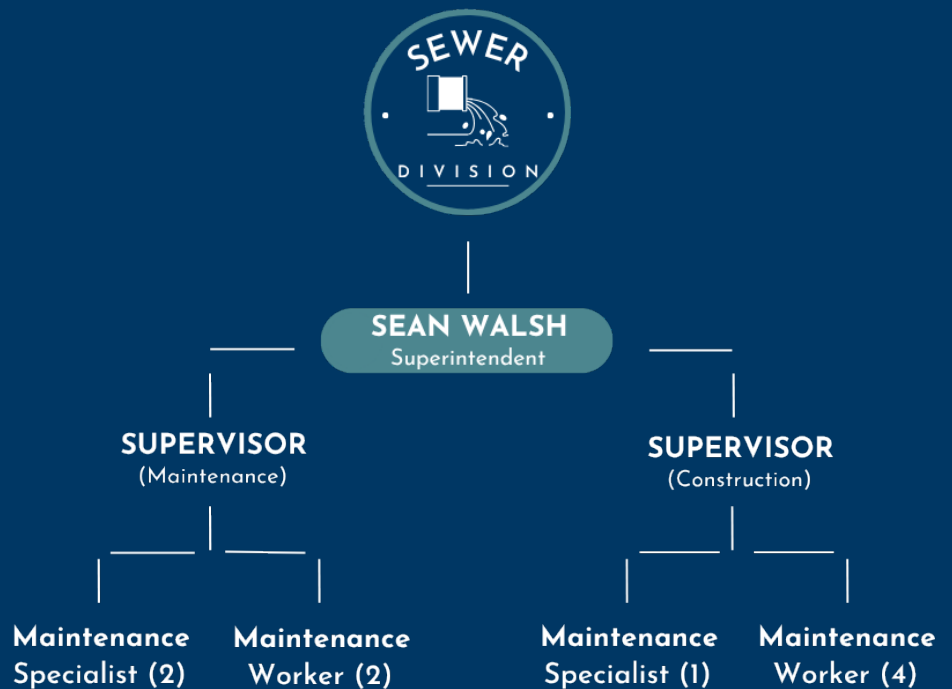 SEWER
DIVISION
SEAN WALSH
Superintendent
SUPERVISOR
(Maintenance)
SUPERVISOR
(Construction)
Maintenance
Specialist (2)
Maintenance
Worker (2)
Maintenance
Specialist (1)
Maintenance
Worker (4)